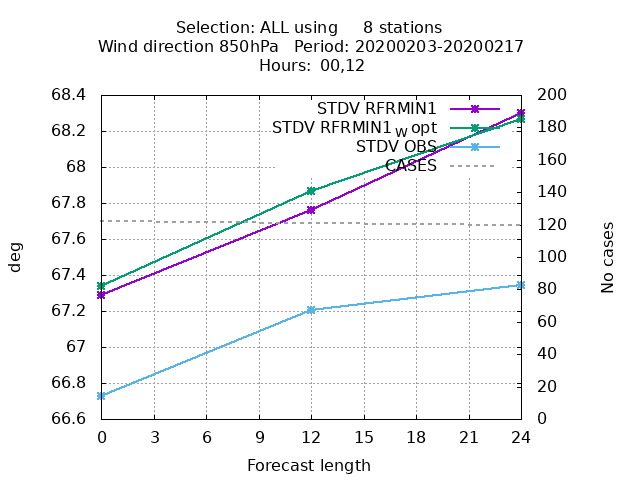 Selection: ALL using     8 stations
Wind direction 850hPa   Period: 20200203-20200217
Hours:  00,12
68.4
68.2
68
67.8
67.6
67.4
67.2
67
66.8
66.6
deg
STDV RFRMIN1
STDV RFRMIN1 w opt
STDV OBS
CASES
200
180
160
140
120
100
80
60
40
20
0
No cases
0 3 6 9 12 15 18 21 24
Forecast length